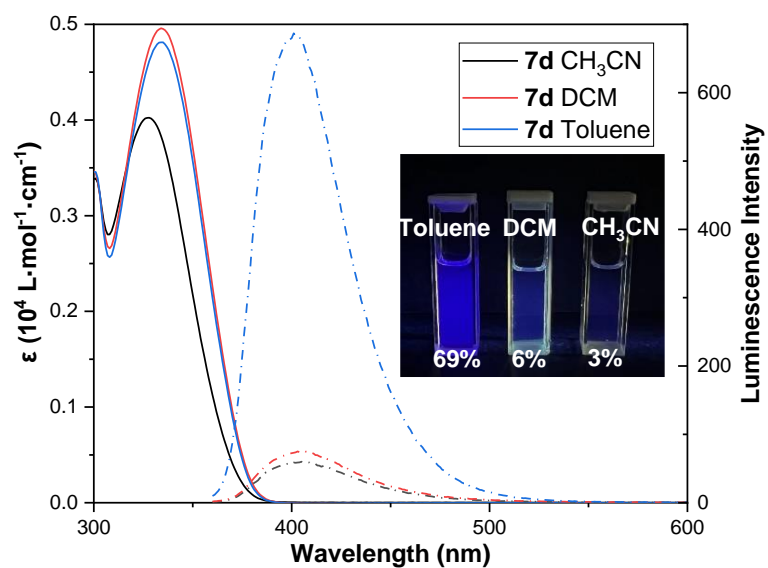 7d CH₃CN
7d DCM
7d Toluene
Toluene DCM CH₃CN
69% 6% 3%
0.5
0.4
0.3
0.2
0.1
0.0
ε (10⁴ L·mol⁻¹·cm⁻¹)
600
400
200
0
Luminescence Intensity
300 400 500 600
Wavelength (nm)